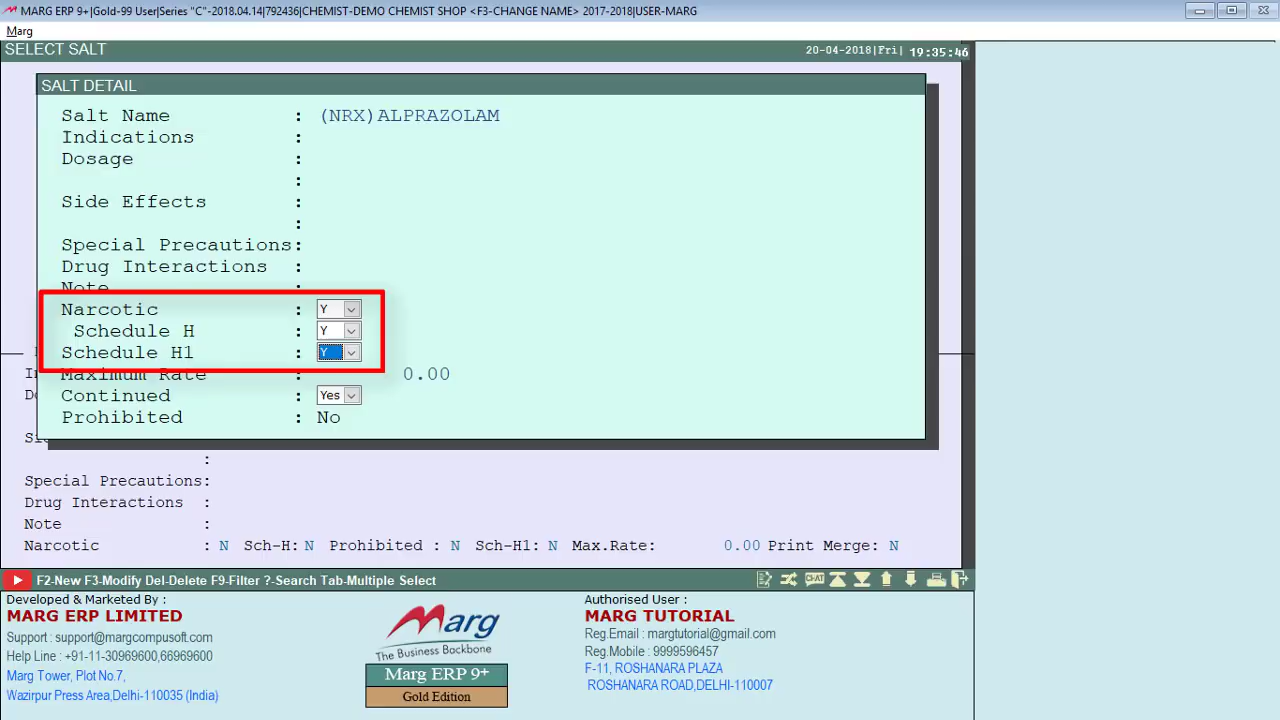 MARG ERP 9+|Gold-99 User|Series "C"-2018.04.14|792436|CHEMIST-DEMO CHEMIST SHOP <F3-CHANGE NAME> 2017-2018|USER-MARG
Marg
SELECT SALT 20-04-2018|Fri| 19:35:46
SALT DETAIL
Salt Name : (NRX)ALPRAZOLAM
Indications :
Dosage :
:
Side Effects :
:
Special Precautions:
Drug Interactions :
Note :
Narcotic : Y
Schedule H : Y
Schedule H1 : Y
Maximum Rate : 0.00
Continued : Yes
Prohibited : No
:
Special Precautions:
Drug Interactions :
Note :
Narcotic : N Sch-H: N Prohibited : N Sch-H1: N Max.Rate: 0.00 Print Merge: N
F2-New F3-Modify Del-Delete F9-Filter ?-Search Tab-Multiple Select CHAT
Developed & Marketed By :
MARG ERP LIMITED
Support : support@margcompusoft.com
Help Line : +91-11-30969600,66969600
Marg Tower, Plot No.7,
Wazirpur Press Area,Delhi-110035 (India)
Marg
The Business Backbone
Marg ERP 9+
Gold Edition
Authorised User :
MARG TUTORIAL
Reg.Email : margtutorial@gmail.com
Reg.Mobile : 9999596457
F-11, ROSHANARA PLAZA
ROSHANARA ROAD,DELHI-110007